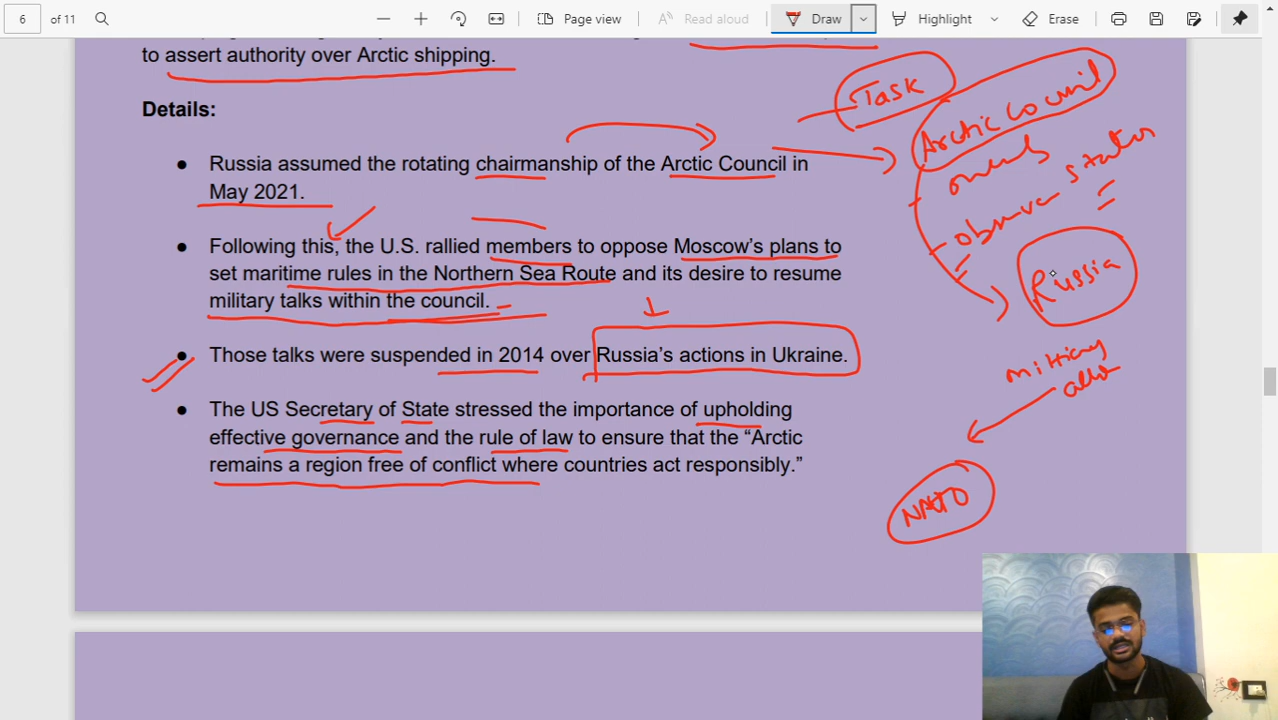 6 of 11 Page view Read aloud Draw Highlight Erase
to assert authority over Arctic shipping.
Details:
● Russia assumed the rotating chairmanship of the Arctic Council in
May 2021.
● Following this, the U.S. rallied members to oppose Moscow's plans to
set maritime rules in the Northern Sea Route and its desire to resume
military talks within the council.
● Those talks were suspended in 2014 over Russia's actions in Ukraine.
● The US Secretary of State stressed the importance of upholding
effective governance and the rule of law to ensure that the “Arctic
remains a region free of conflict where countries act responsibly.”
Task
Arctic Council
observer status
Russia
military
NATO